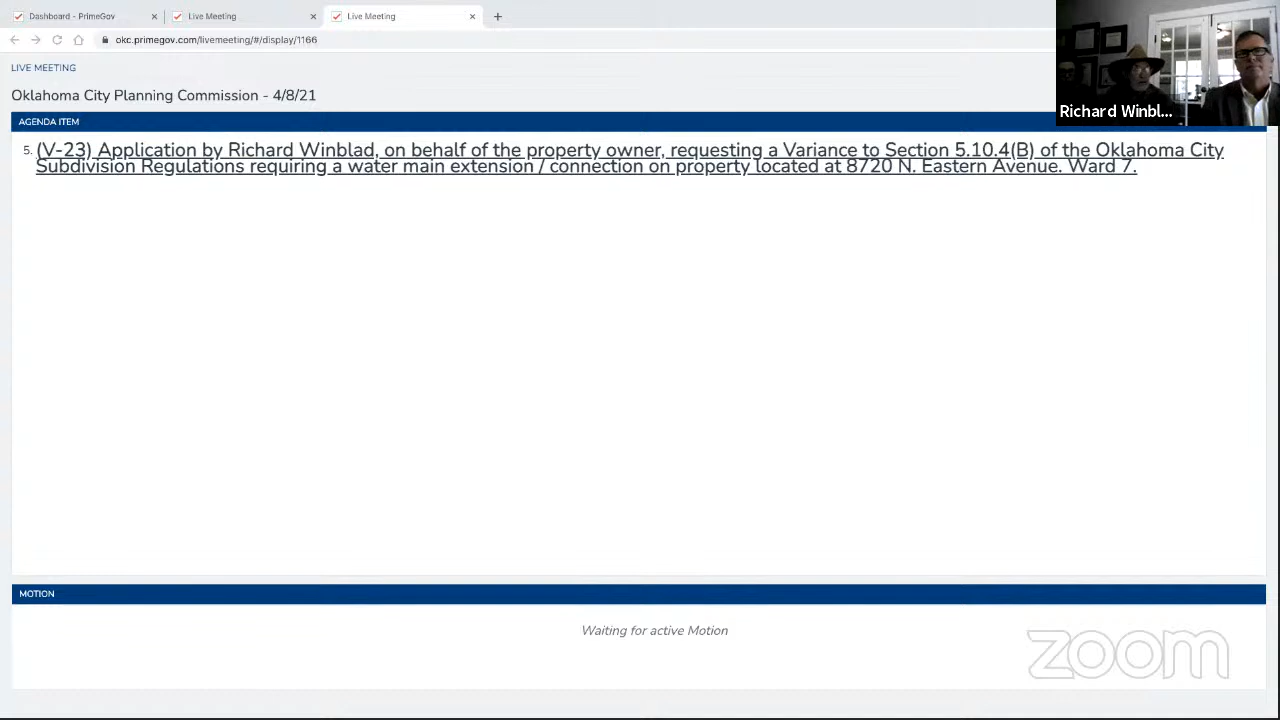 Dashboard - PrimeGov
Live Meeting
Live Meeting
okc.primegov.com/livemeeting/#/display/1166
LIVE MEETING
Oklahoma City Planning Commission - 4/8/21
Richard Winbl...
AGENDA ITEM
5. (V-23) Application by Richard Winblad, on behalf of the property owner, requesting a Variance to Section 5.10.4(B) of the Oklahoma City
Subdivision Regulations requiring a water main extension / connection on property located at 8720 N. Eastern Avenue. Ward 7.
MOTION
Waiting for active Motion
zoom